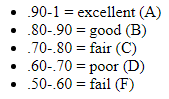 • .90-1 = excellent (A)
• .80-.90 = good (B)
• .70-.80 = fair (C)
• .60-.70 = poor (D)
• .50-.60 = fail (F)